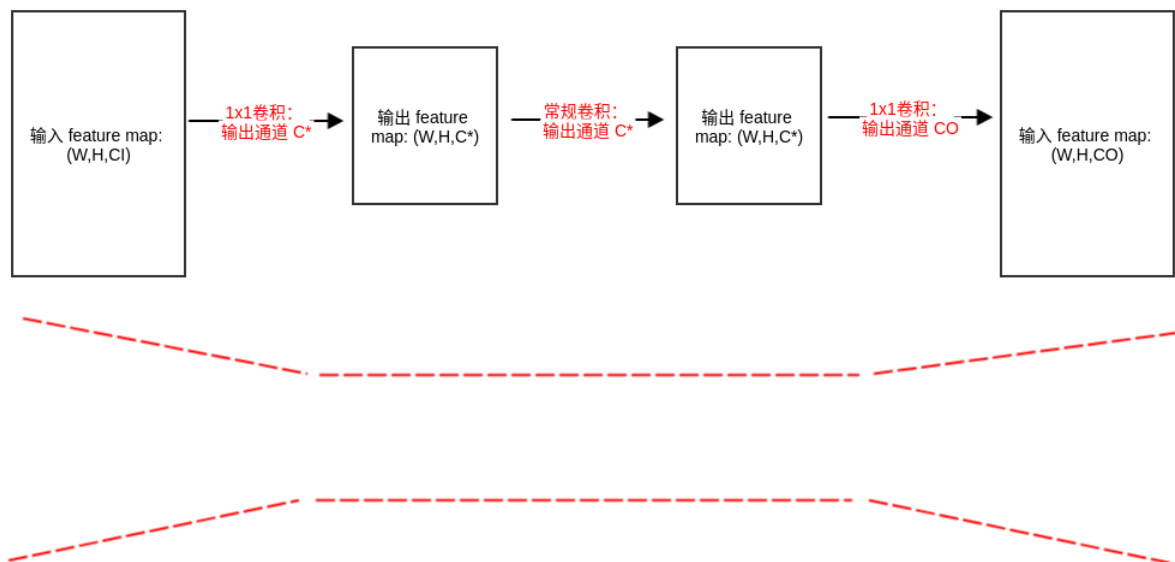 输入 feature map:
(W,H,CI)
1x1卷积：
输出通道 C*
输出 feature
map: (W,H,C*)
常规卷积：
输出通道 C*
输出 feature
map: (W,H,C*)
1x1卷积：
输出通道 CO
输入 feature map:
(W,H,CO)